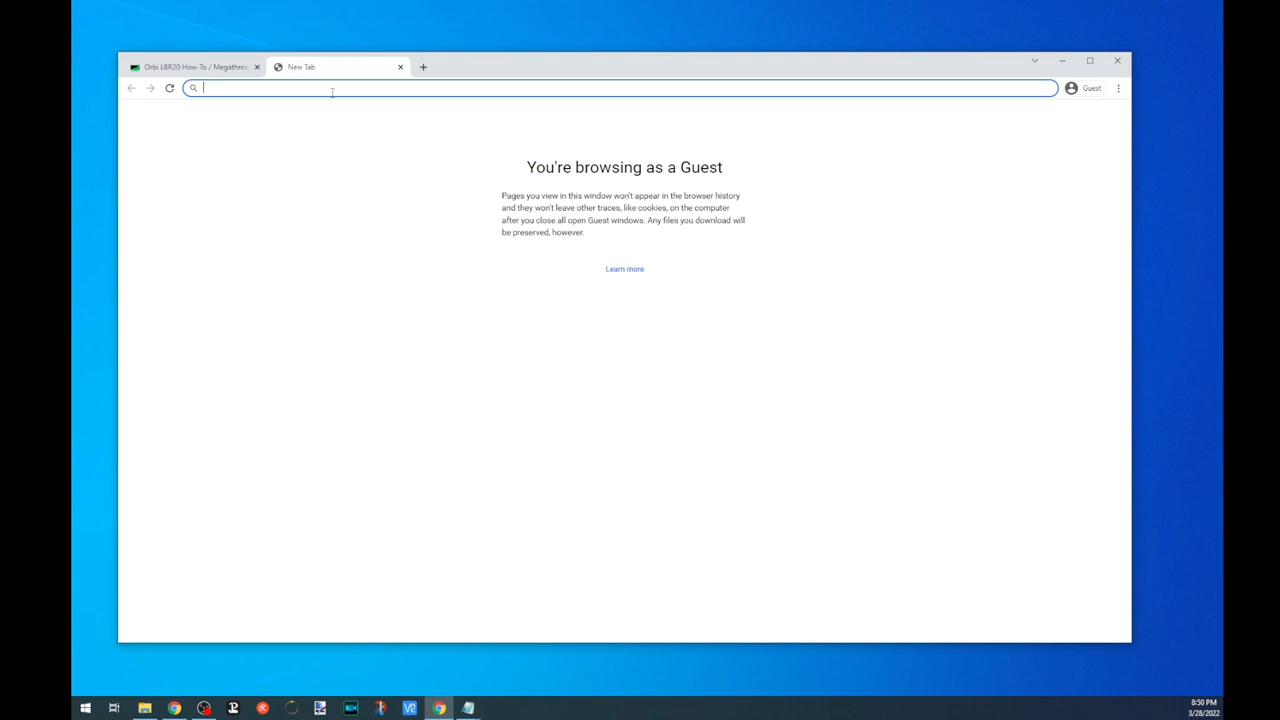 Orbi LBR20 How-To / Megathrea
New Tab
Guest
You're browsing as a Guest
Pages you view in this window won't appear in the browser history
and they won't leave other traces, like cookies, on the computer
after you close all open Guest windows. Any files you download will
be preserved, however.
Learn more
8:50 PM
3/28/2022